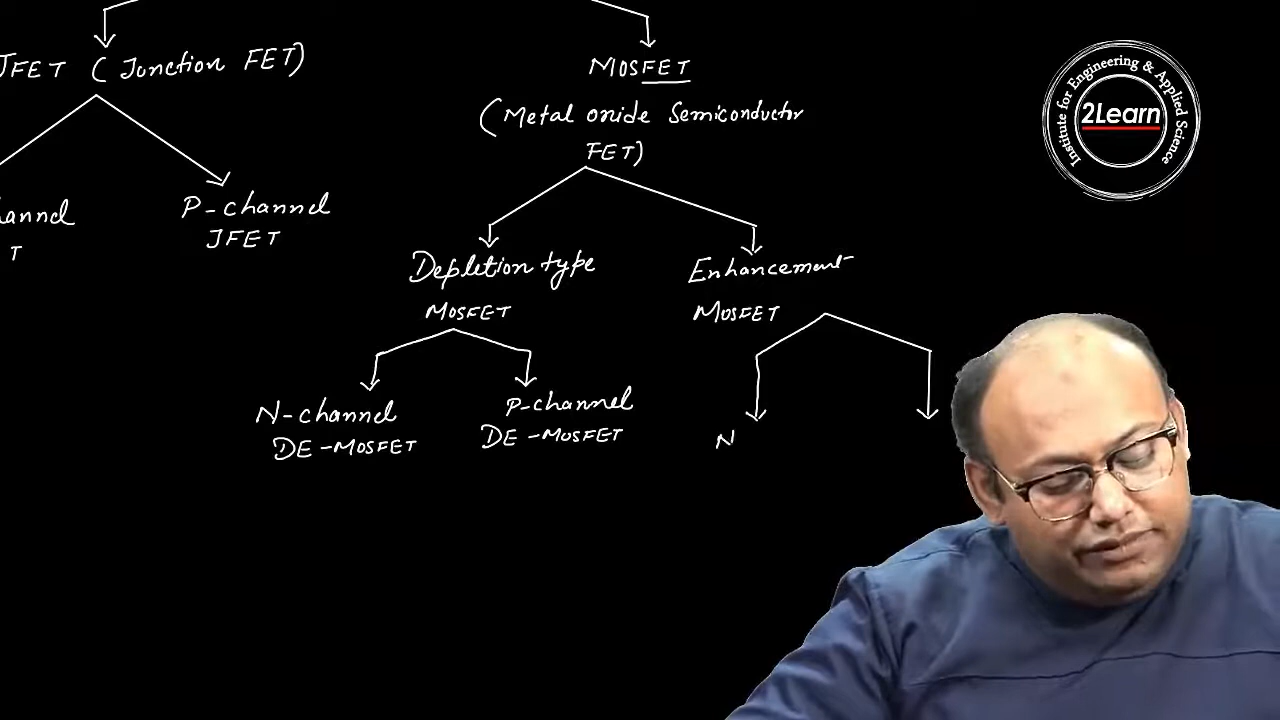 JFET ( Junction FET)
MOSFET
(Metal oxide Semiconductor
FET)
P-channel
JFET
hannel
T
Depletion type
MOSFET
Enhancement
MOSFET
N-channel
DE-MOSFET
P-channel
DE-MOSFET
N
2Learn
Institute for Engineering & Applied Science